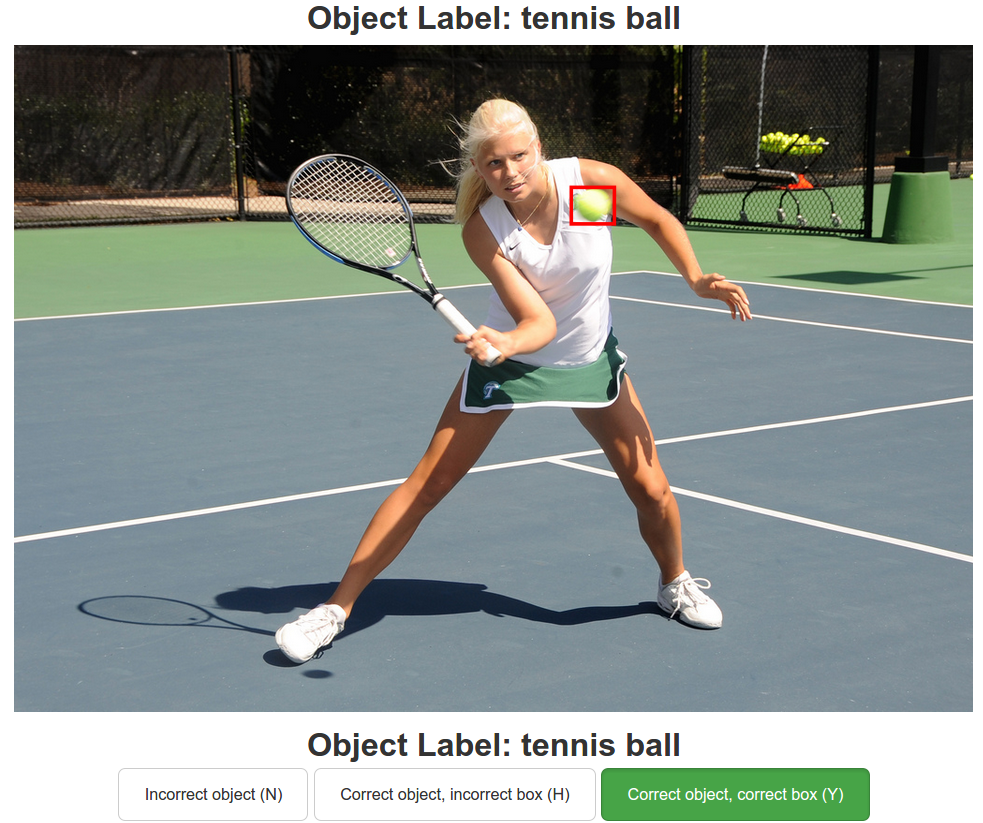 Object Label: tennis ball
Object Label: tennis ball
Incorrect object (N)
Correct object, incorrect box (H)
Correct object, correct box (Y)